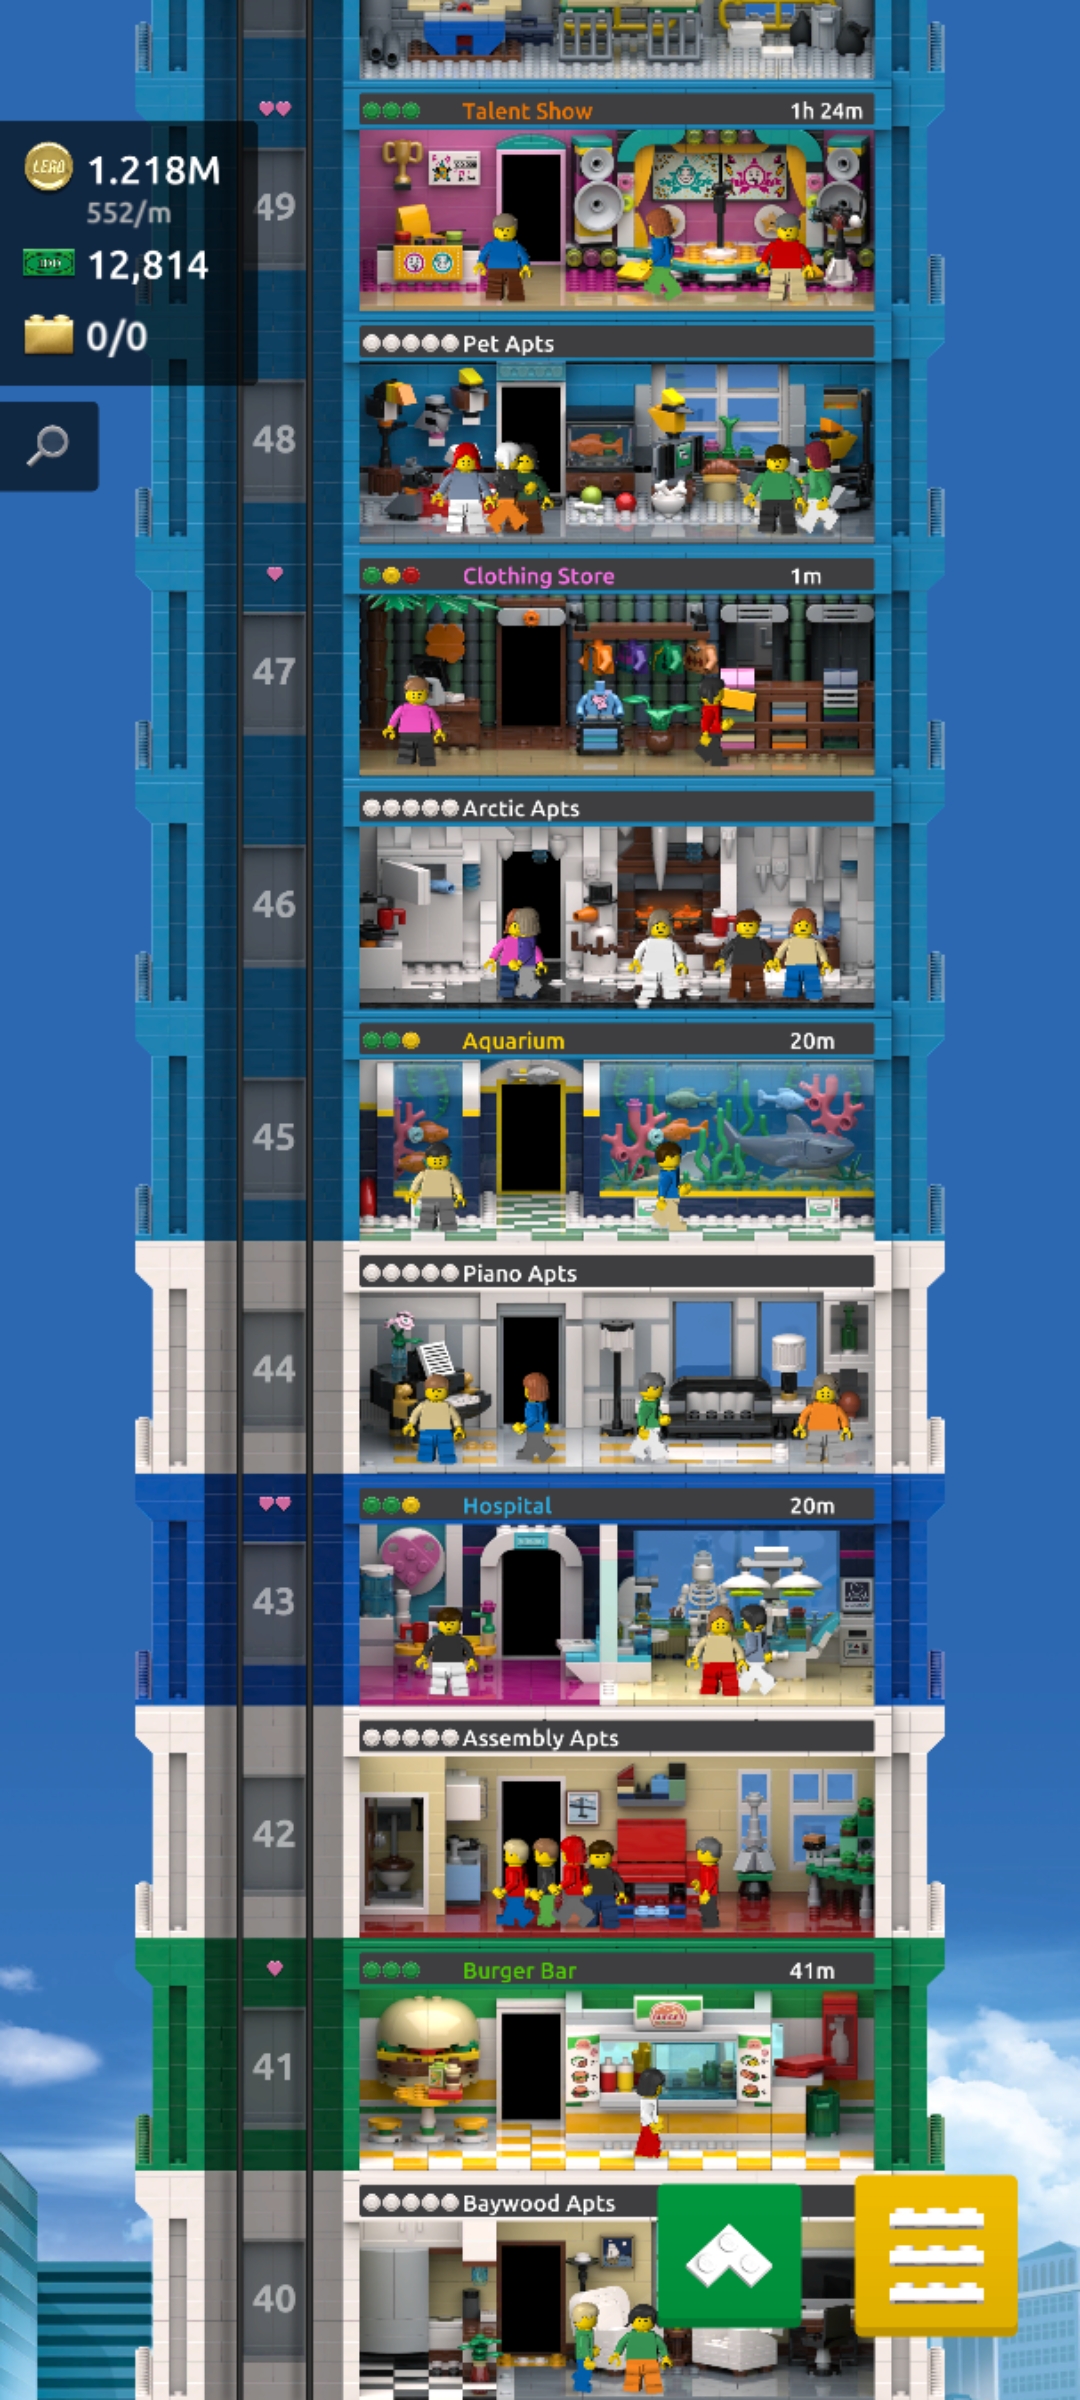 Talent Show 1h 24m
LEGO 1.218M
552/m
49
12,814
0/0
Pet Apts
48
Clothing Store 1m
47
Arctic Apts
46
Aquarium 20m
45
Piano Apts
44
Hospital 20m
43
Assembly Apts
42
Burger Bar 41m
41
Baywood Apts
40